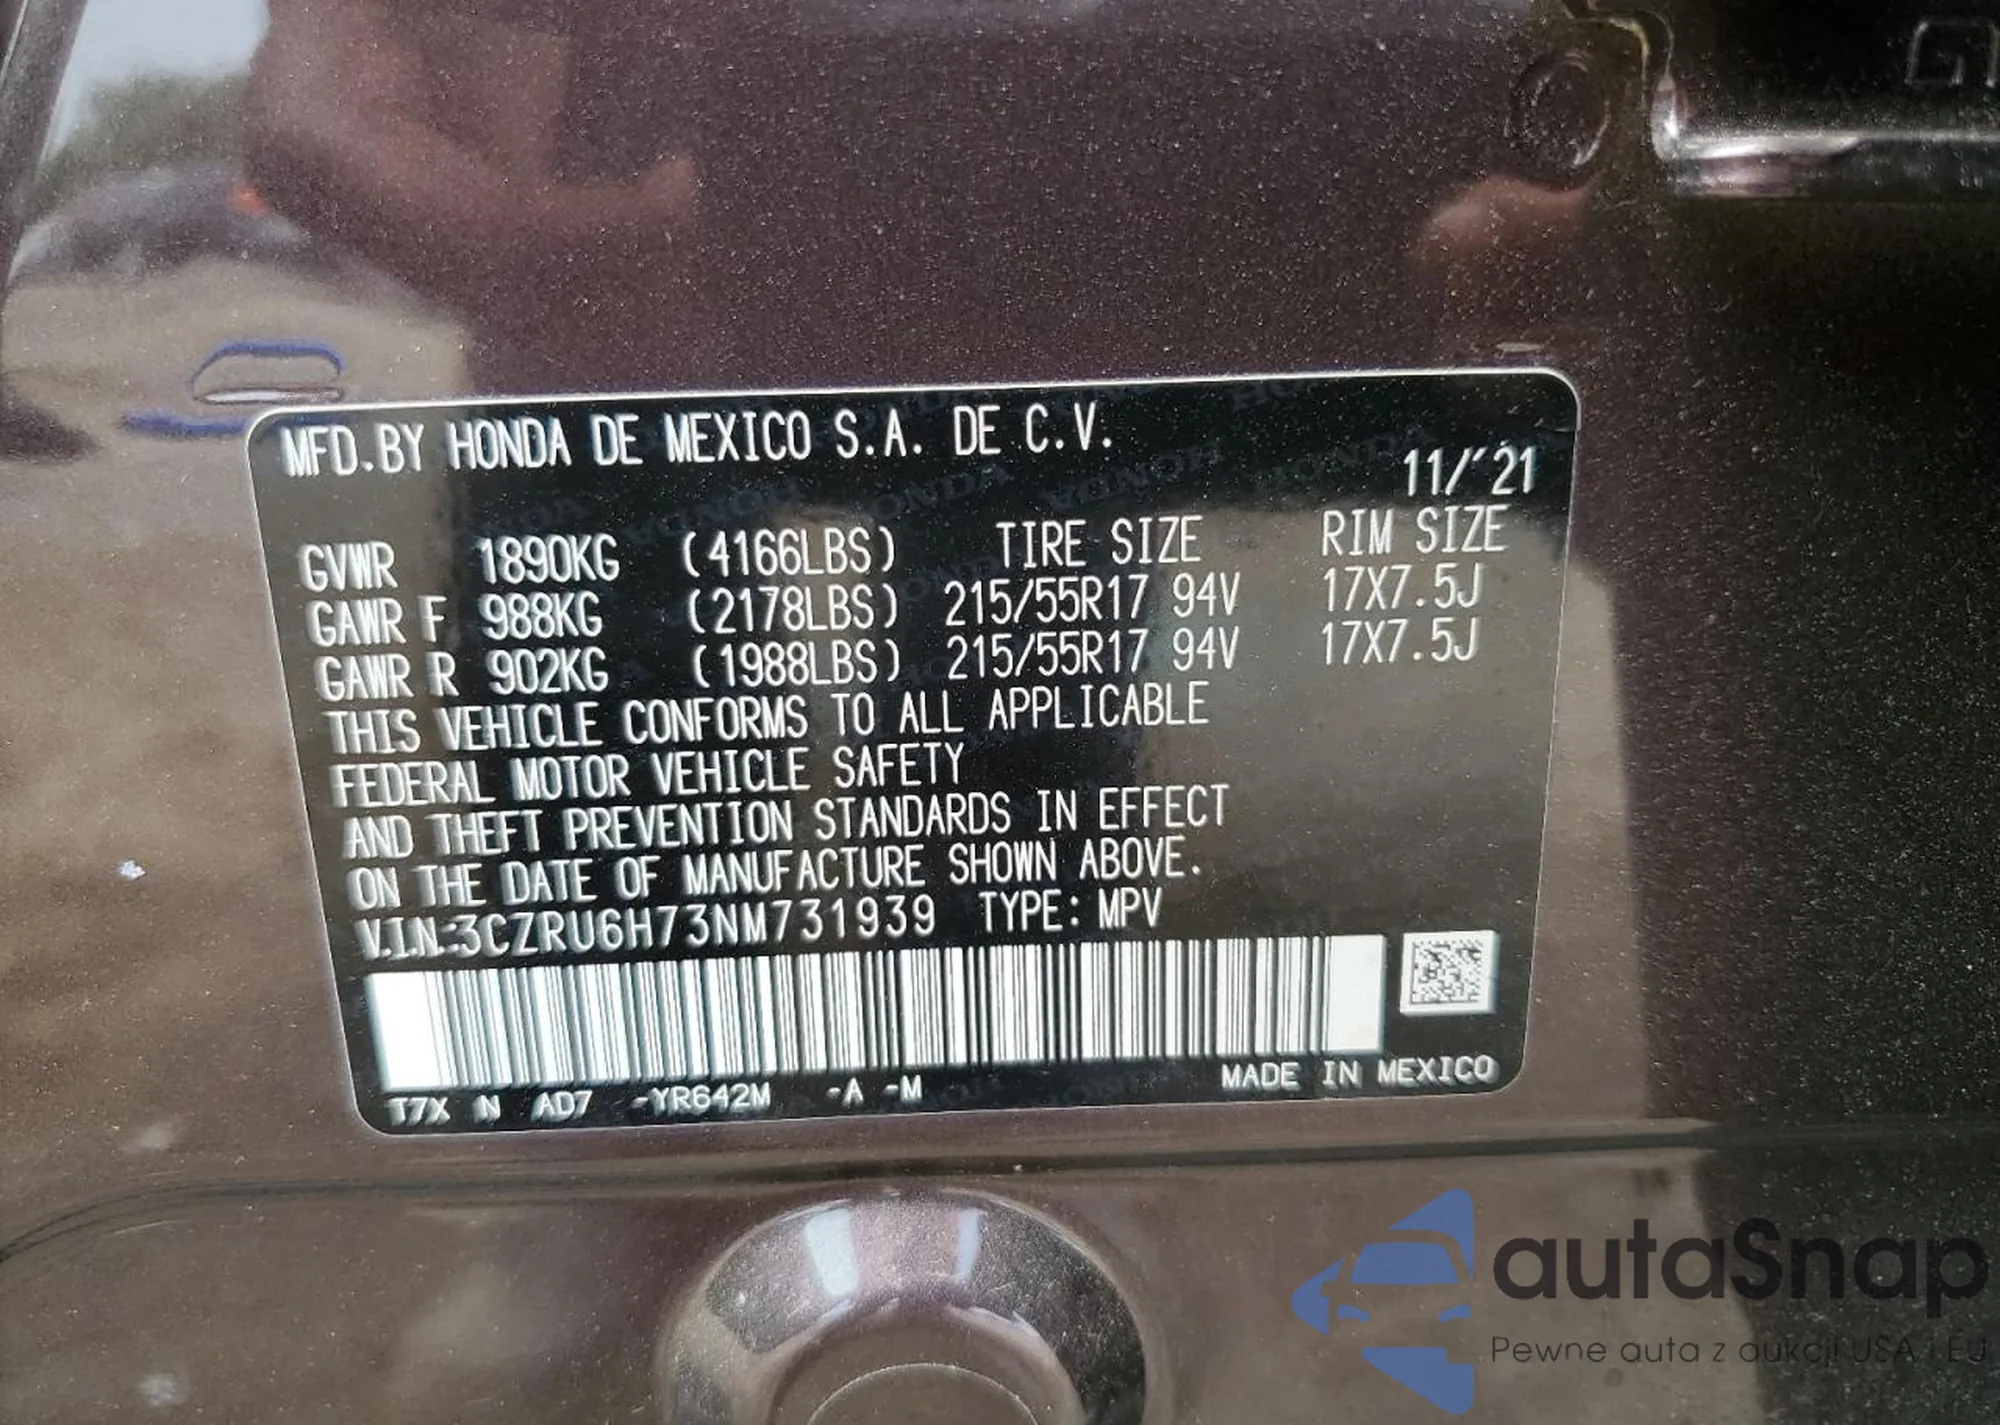 MFD.BY HONDA DE MEXICO S.A. DE C.V.
11/'21
GVWR 1890KG (4166LBS) TIRE SIZE RIM SIZE
GAWR F 988KG (2178LBS) 215/55R17 94V 17X7.5J
GAWR R 902KG (1988LBS) 215/55R17 94V 17X7.5J
THIS VEHICLE CONFORMS TO ALL APPLICABLE
FEDERAL MOTOR VEHICLE SAFETY
AND THEFT PREVENTION STANDARDS IN EFFECT
ON THE DATE OF MANUFACTURE SHOWN ABOVE.
V.I.N:3CZRU6H73NM731939 TYPE: MPV
T7X N AD7 -YR642M -A -M MADE IN MEXICO
autaSnap
Pewne auta z aukcji USA i EU